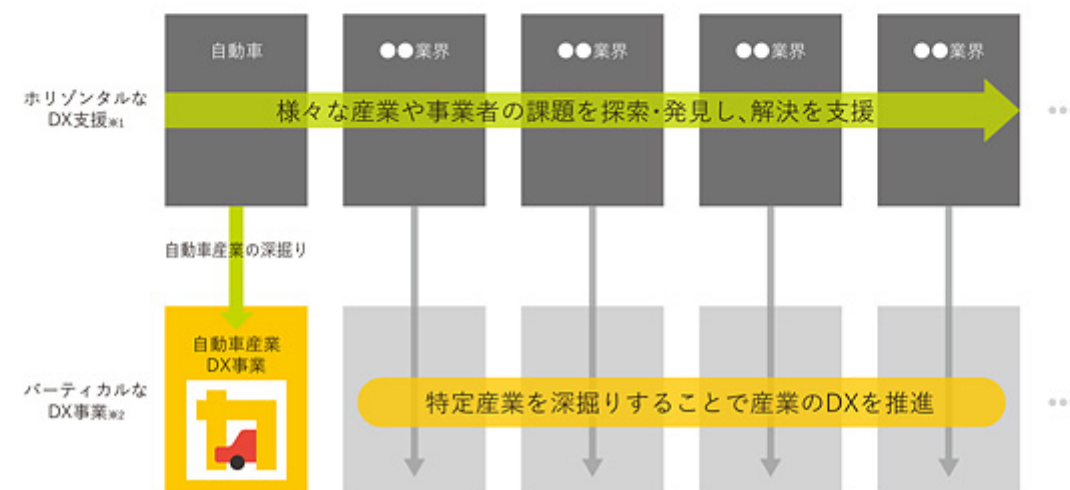 自動車
●●業界
●●業界
●●業界
●●業界
ホリゾンタルな
DX支援※1
様々な産業や事業者の課題を探索・発見し、解決を支援
自動車産業の深掘り
自動車産業
DX事業
バーティカルな
DX事業※2
特定産業を深掘りすることで産業のDXを推進